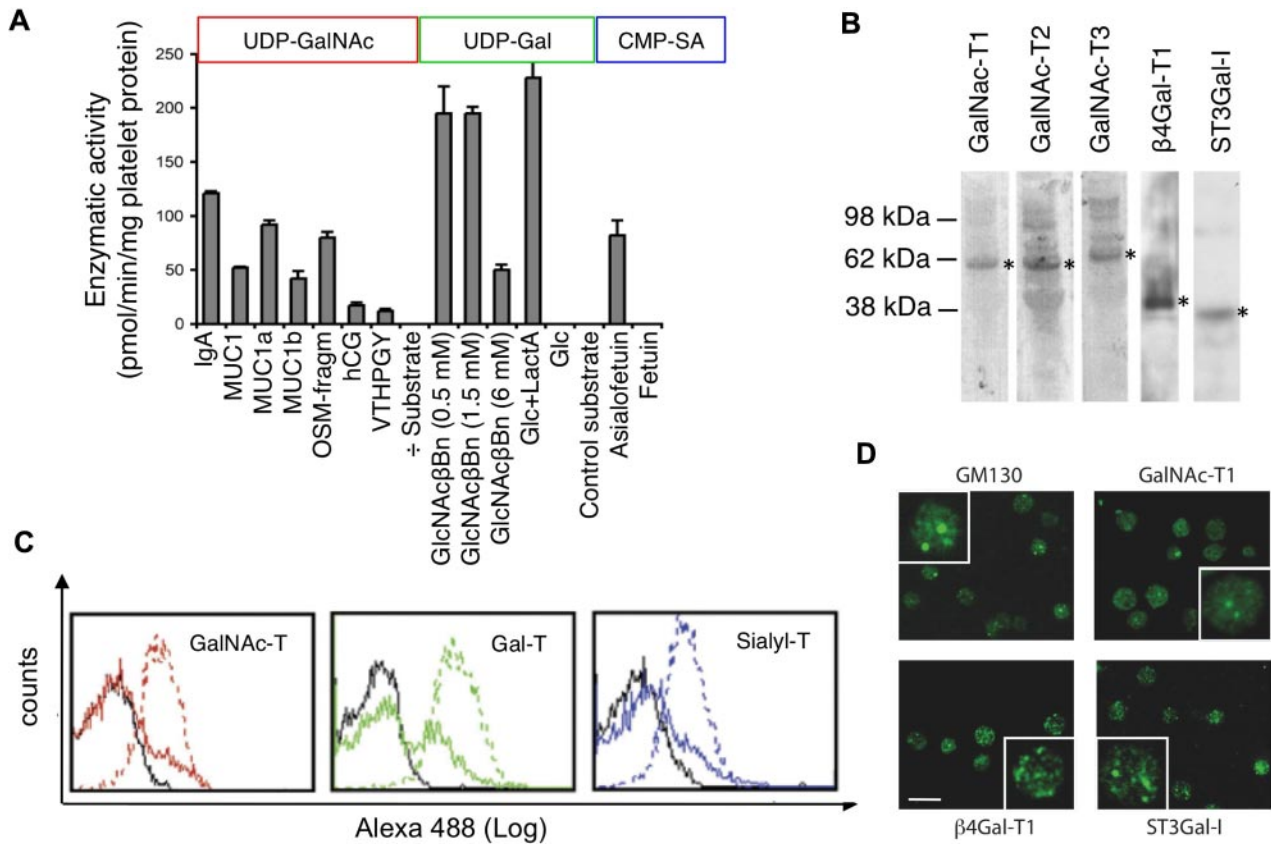 A
UDP-GalNAc
UDP-Gal
CMP-SA
Enzymatic activity
(pmol/min/mg platelet protein)
250
200
150
100
50
0
IgA
MUC1
MUC1a
MUC1b
OSM-fragm
hCG
VTHPGY
÷ Substrate
GlcNAcβBn (0.5 mM)
GlcNAcβBn (1.5 mM)
GlcNAcβBn (6 mM)
Glc+LactA
Glc
Control substrate
Asialofetuin
Fetuin
B
GalNac-T1
GalNAc-T2
GalNAc-T3
β4Gal-T1
ST3Gal-I
98 kDa
62 kDa
38 kDa
*
*
*
*
*
C
counts
GalNAc-T
Gal-T
Sialyl-T
Alexa 488 (Log)
D
GM130
GalNAc-T1
β4Gal-T1
ST3Gal-I